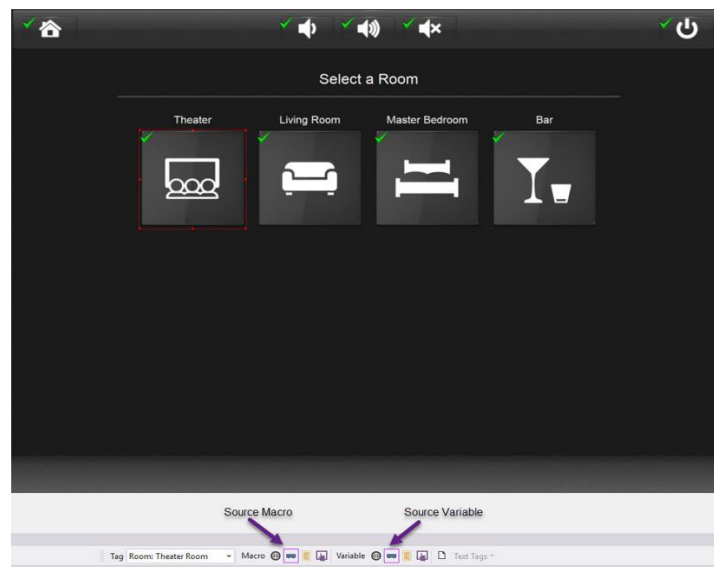 Select a Room
Theater Living Room Master Bedroom Bar
Source Macro Source Variable
Tag Room: Theater Room Macro Variable Text Tags